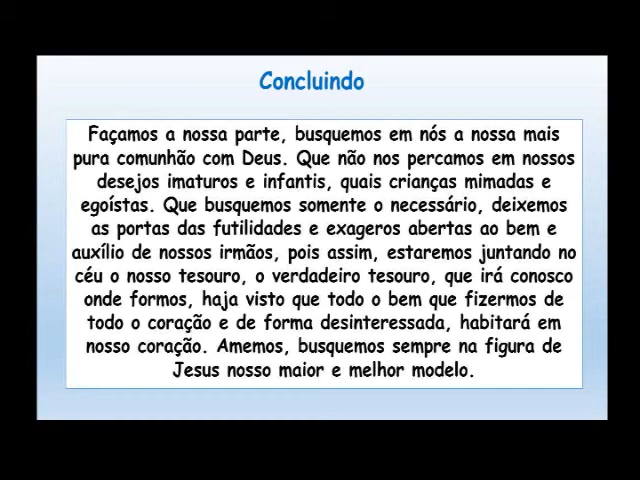 Concluindo
Façamos a nossa parte, busquemos em nós a nossa mais
pura comunhão com Deus. Que não nos percamos em nossos
desejos imaturos e infantis, quais crianças mimadas e
egoístas. Que busquemos somente o necessário, deixemos
as portas das futilidades e exageros abertas ao bem e
auxílio de nossos irmãos, pois assim, estaremos juntando no
céu o nosso tesouro, o verdadeiro tesouro, que irá conosco
onde formos, haja visto que todo o bem que fizermos de
todo o coração e de forma desinteressada, habitará em
nosso coração. Amemos, busquemos sempre na figura de
Jesus nosso maior e melhor modelo.